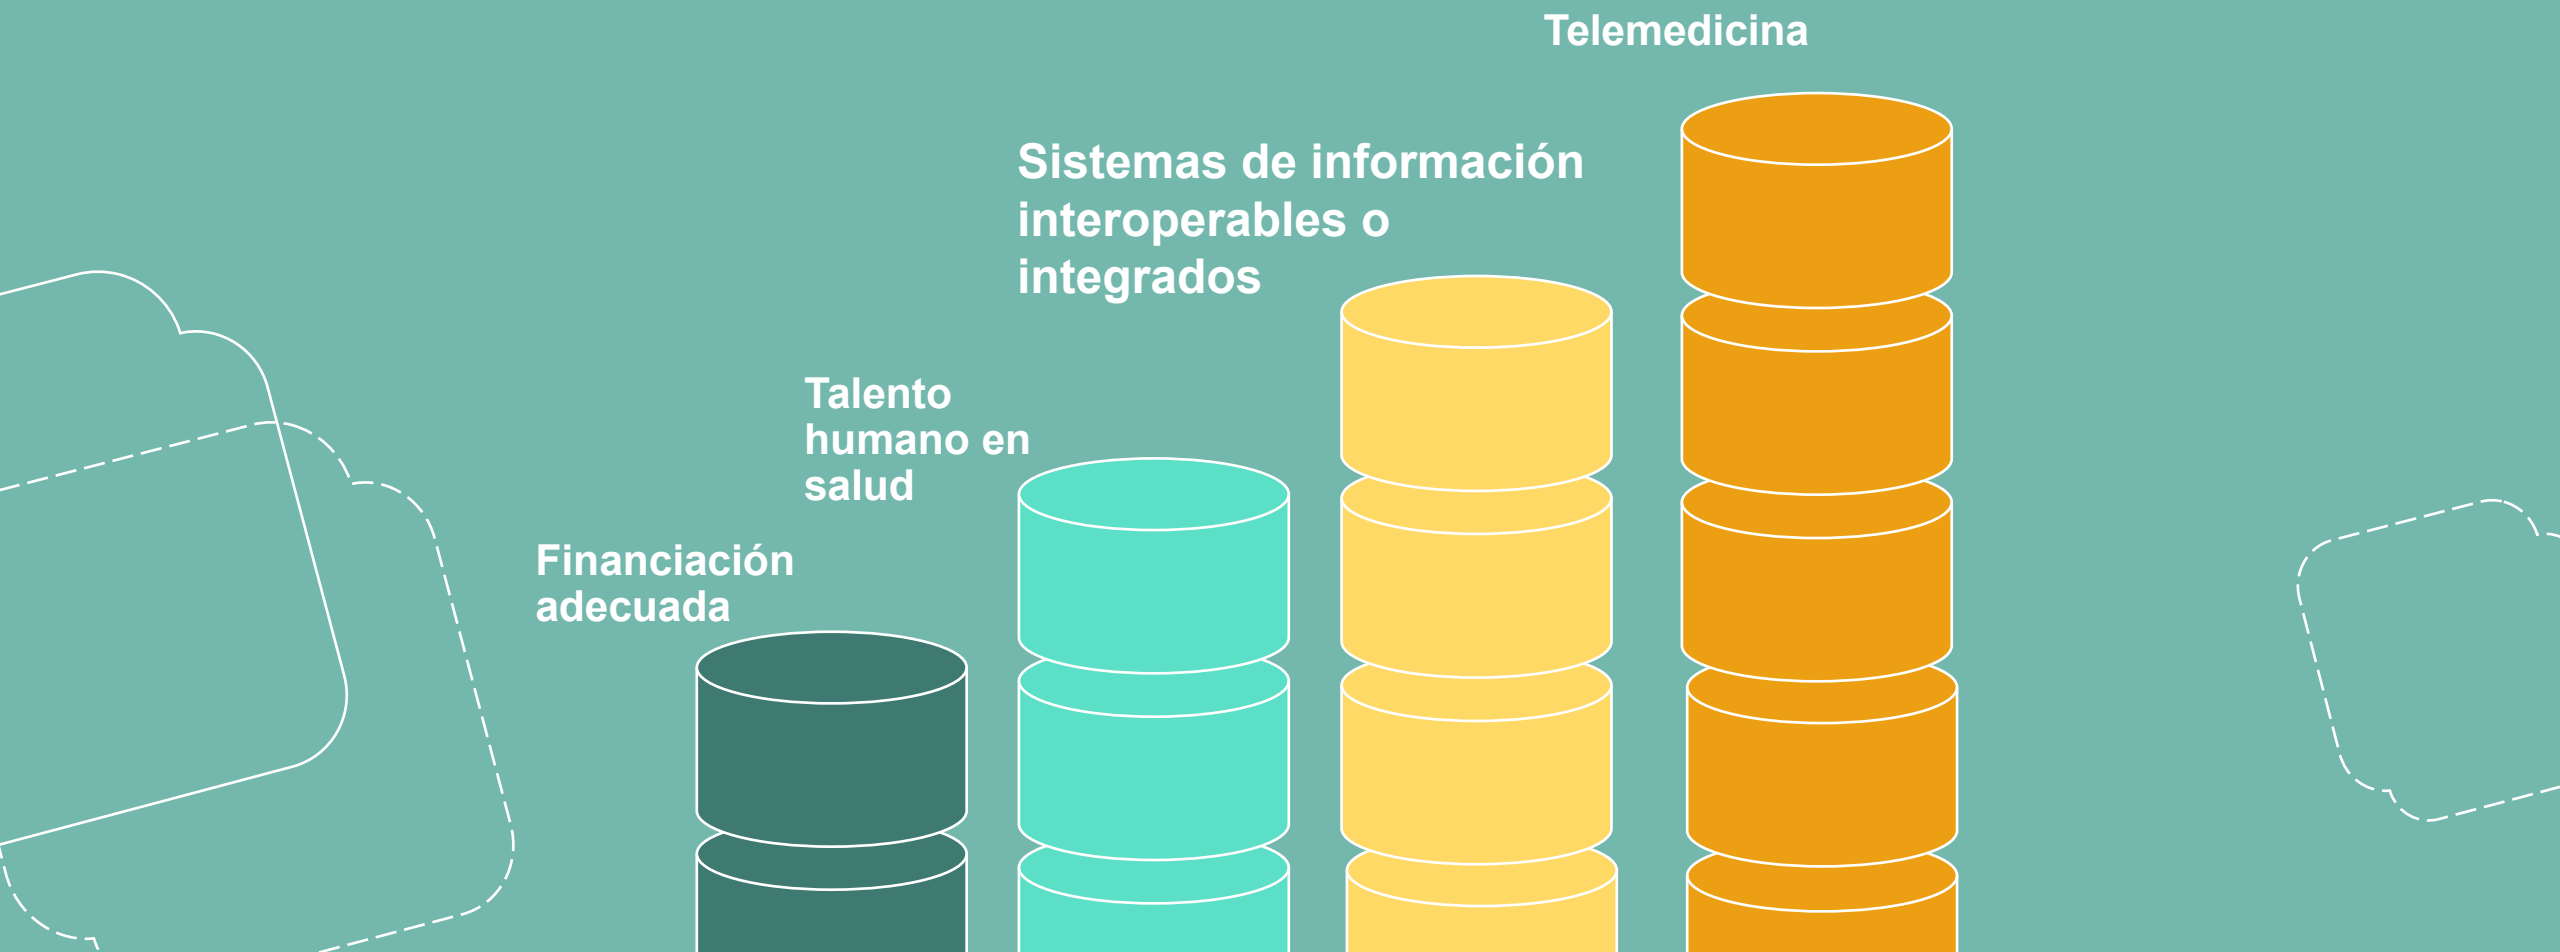 Telemedicina
Sistemas de información
interoperables o
integrados
Talento
humano en
salud
Financiación
adecuada